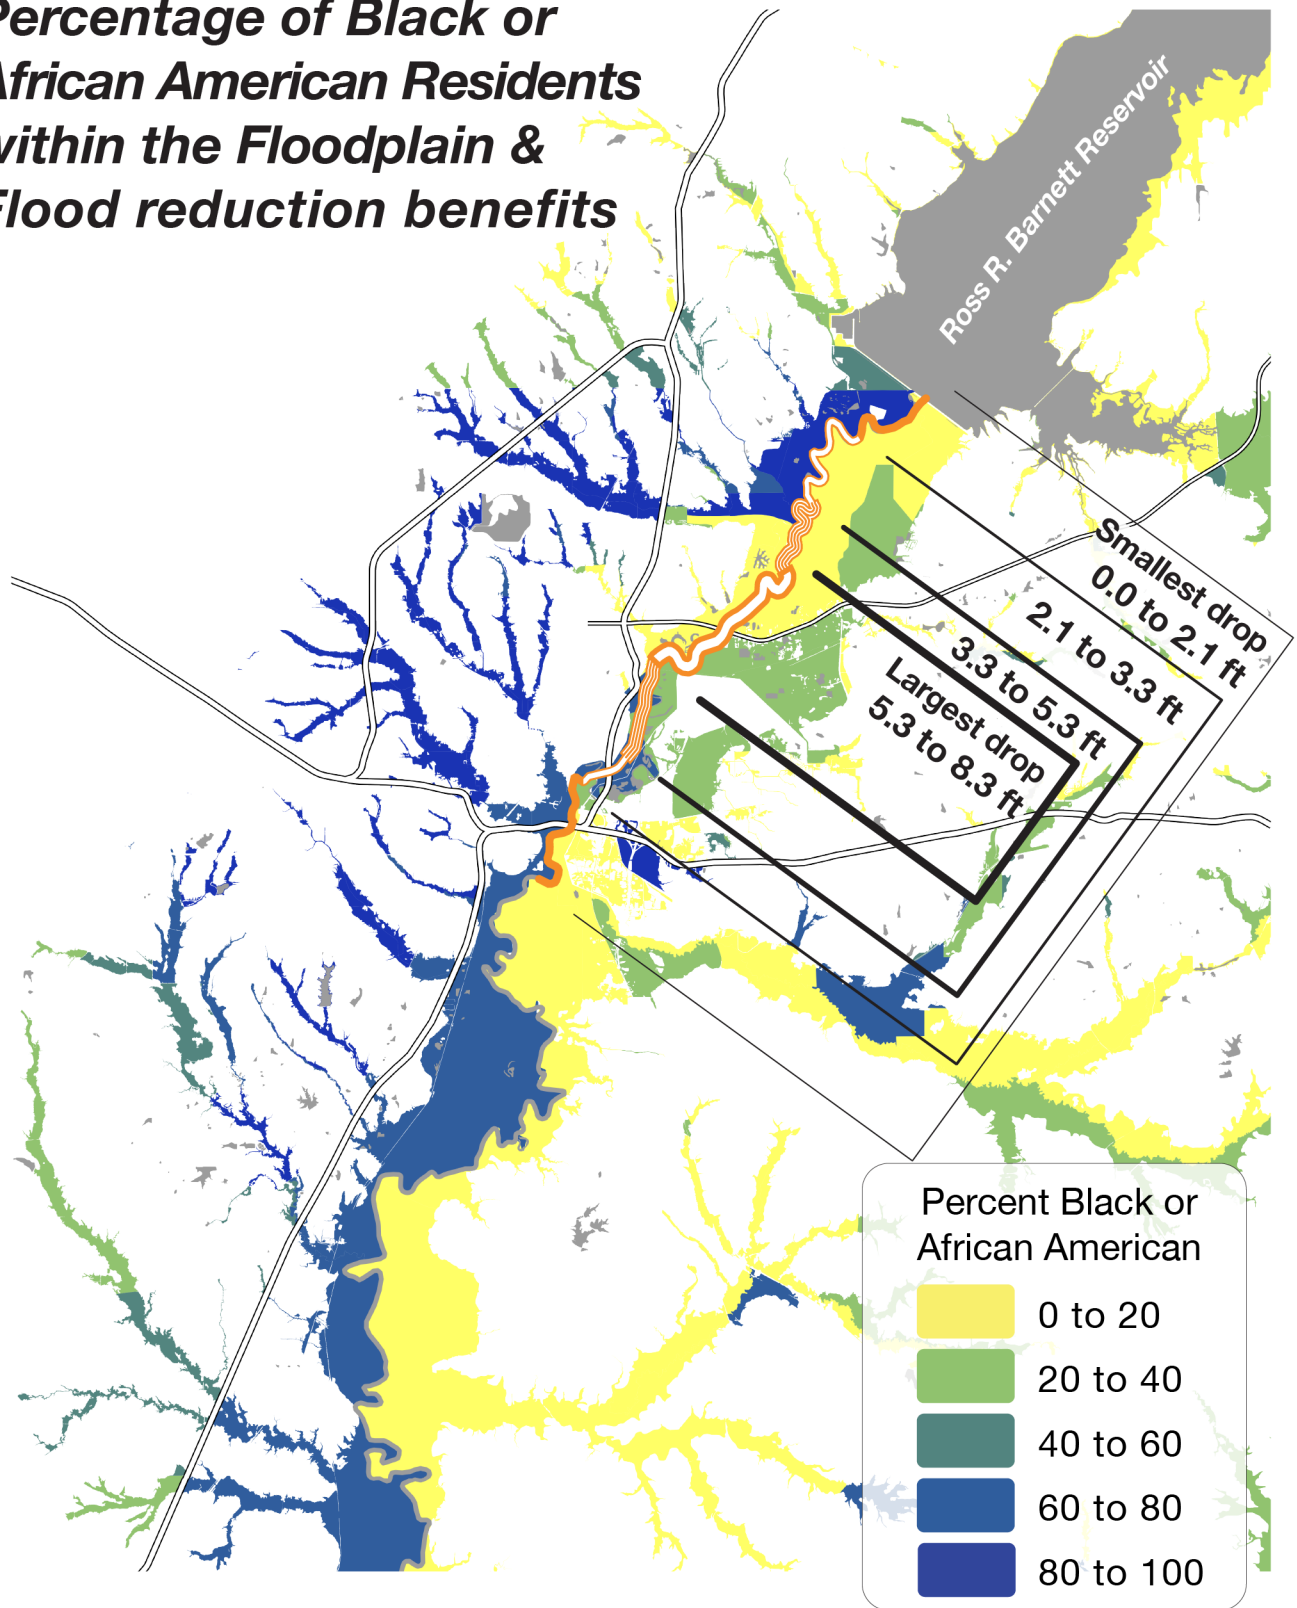 Percentage of Black or
African American Residents
within the Floodplain &
Flood reduction benefits
Ross R. Barnett Reservoir
Smallest drop
0.0 to 2.1 ft
2.1 to 3.3 ft
3.3 to 5.3 ft
Largest drop
5.3 to 8.3 ft
Percent Black or
African American
0 to 20
20 to 40
40 to 60
60 to 80
80 to 100